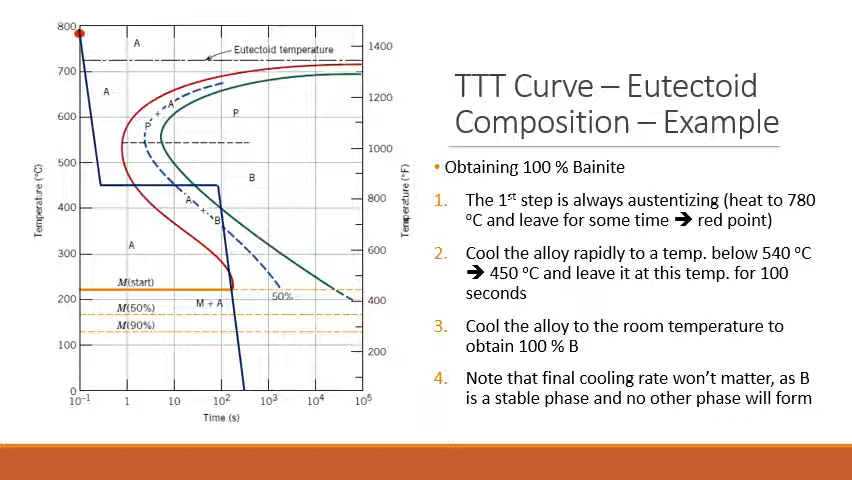 800
A
Eutectoid temperature
1400
700
A
A
1200
+
600
P
P
1000
500
B
400
A
800
+
B
300
A
600
M(start)
200
M + A
50%
400
M(50%)
M(90%)
100
200
0
10-1
1
10
102
103
104
105
Time (s)
Temperature (°C)
Temperature (°F)
TTT Curve – Eutectoid
Composition – Example
• Obtaining 100 % Bainite
1. The 1st step is always austentizing (heat to 780
oC and leave for some time ➔ red point)
2. Cool the alloy rapidly to a temp. below 540 oC
➔ 450 oC and leave it at this temp. for 100
seconds
3. Cool the alloy to the room temperature to
obtain 100 % B
4. Note that final cooling rate won't matter, as B
is a stable phase and no other phase will form